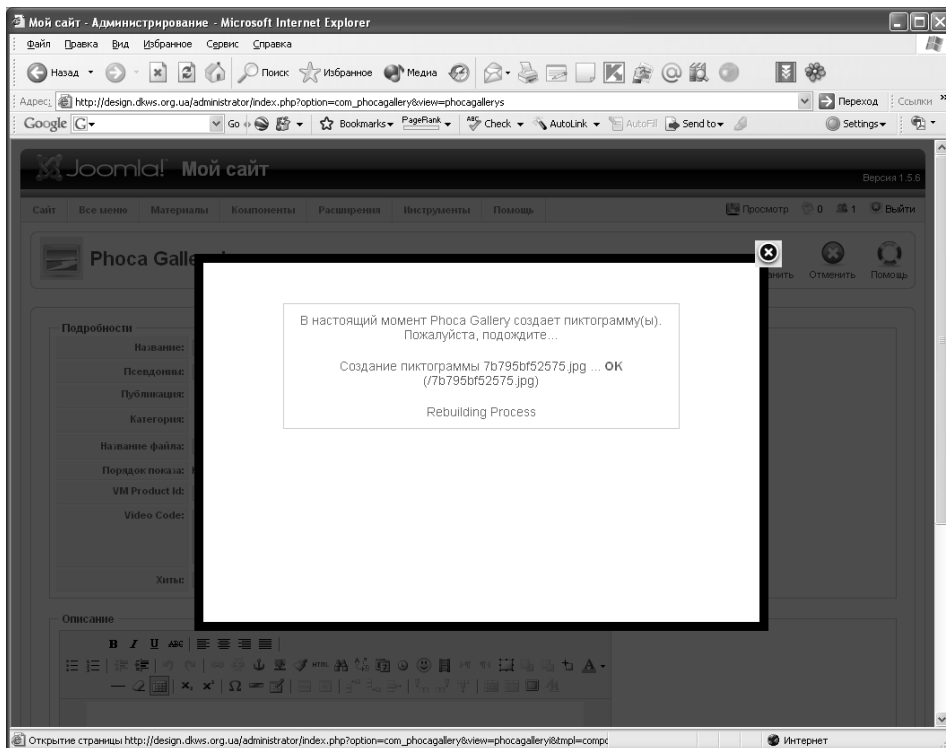 Мой сайт - Администрирование - Microsoft Internet Explorer
Файл Правка Вид Избранное Сервис Справка
Назад Поиск Избранное Медиа
Адрес: http://design.dkws.org.ua/administrator/index.php?option=com_phocagallery&view=phocagallerys Переход Ссылки »
Google G Go Bookmarks PageRank ABC Check AutoLink AutoFill Send to Settings
Joomla! Мой сайт
Версия 1.5.6
Сайт Все меню Материалы Компоненты Расширения Инструменты Помощь Просмотр 0 1 Выйти
Phoca Galle
анить Отменить Помощь
Подробности
Название:
Псевдоним:
Публикация:
Категория:
Название файла:
Порядок показа:
VM Product Id:
Video Code:
Хиты:
В настоящий момент Phoca Gallery создает пиктограмму(ы).
Пожалуйста, подождите...
Создание пиктограммы 7b795bf52575.jpg ... OK
(/7b795bf52575.jpg)
Rebuilding Process
Описание
B I U ABC
HTML
Открытие страницы http://design.dkws.org.ua/administrator/index.php?option=com_phocagallery&view=phocagalleryi&tmpl=compo Интернет